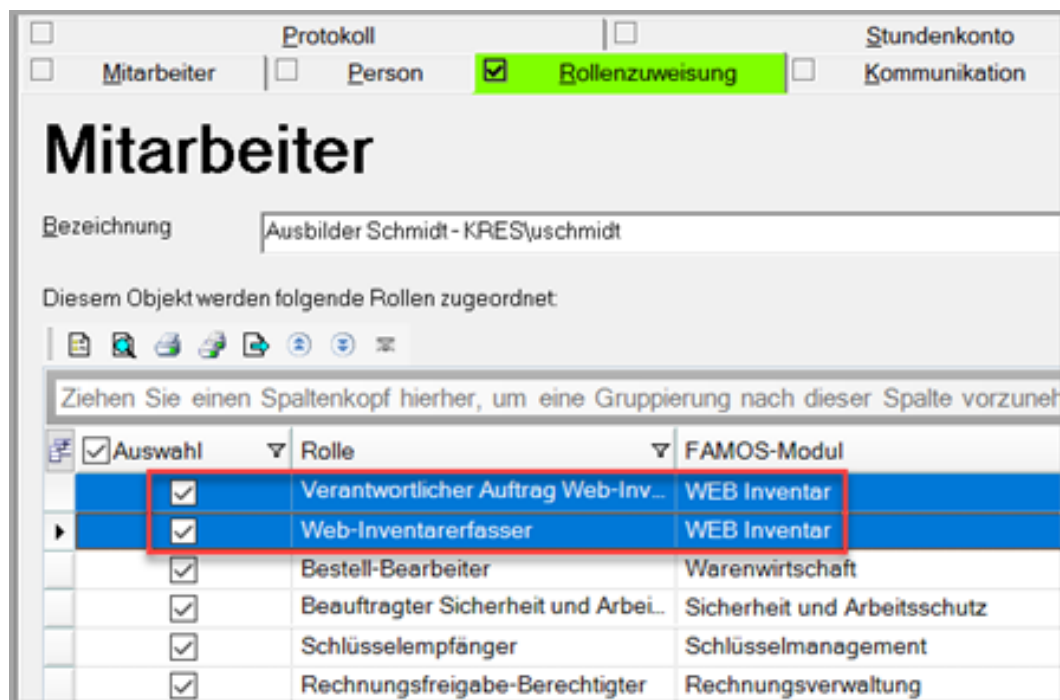 Protokoll Stundenkonto
Mitarbeiter Person Rollenzuweisung Kommunikation
Mitarbeiter
Bezeichnung Ausbilder Schmidt - KRES\uschmidt
Diesem Objekt werden folgende Rollen zugeordnet:
Ziehen Sie einen Spaltenkopf hierher, um eine Gruppierung nach dieser Spalte vorzuneh
Auswahl Rolle FAMOS-Modul
Verantwortlicher Auftrag Web-Inv... WEB Inventar
Web-Inventarerfasser WEB Inventar
Bestell-Bearbeiter Warenwirtschaft
Beauftragter Sicherheit und Arbei... Sicherheit und Arbeitsschutz
Schlüsselempfänger Schlüsselmanagement
Rechnungsfreigabe-Berechtigter Rechnungsverwaltung